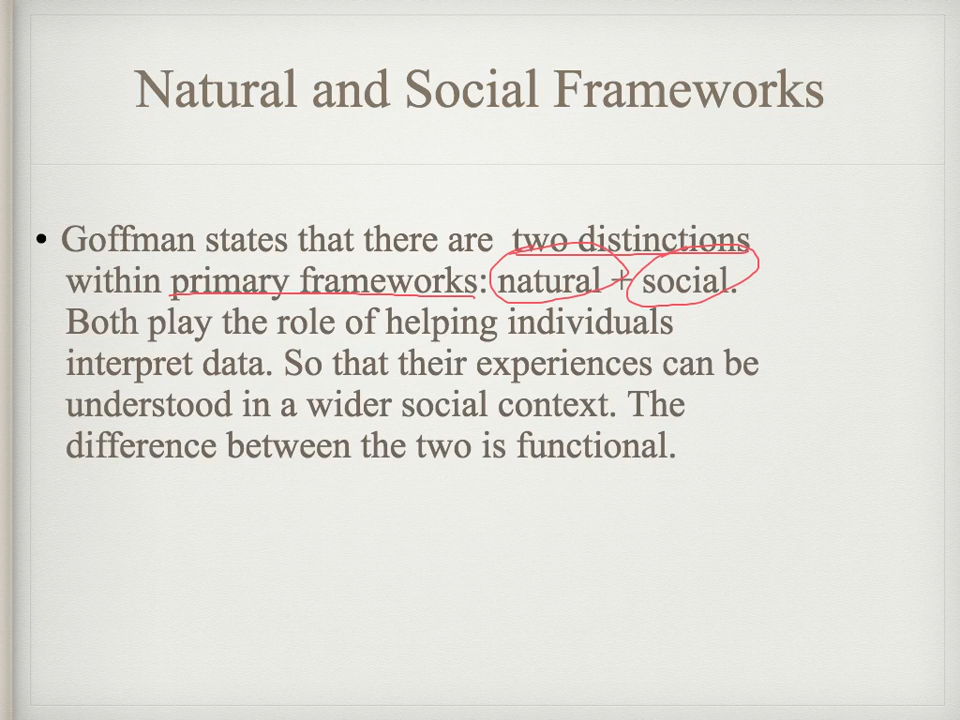 Natural and Social Frameworks
• Goffman states that there are two distinctions
within primary frameworks: natural + social.
Both play the role of helping individuals
interpret data. So that their experiences can be
understood in a wider social context. The
difference between the two is functional.